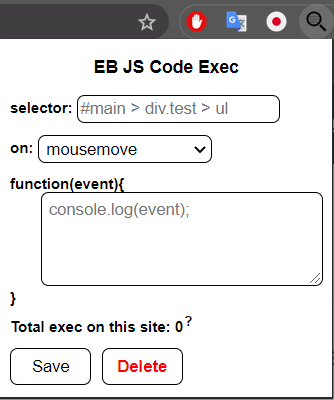 EB JS Code Exec
selector: #main > div.test > ul
on: mousemove
function(event){
console.log(event);
}
Total exec on this site: 0?
Save Delete